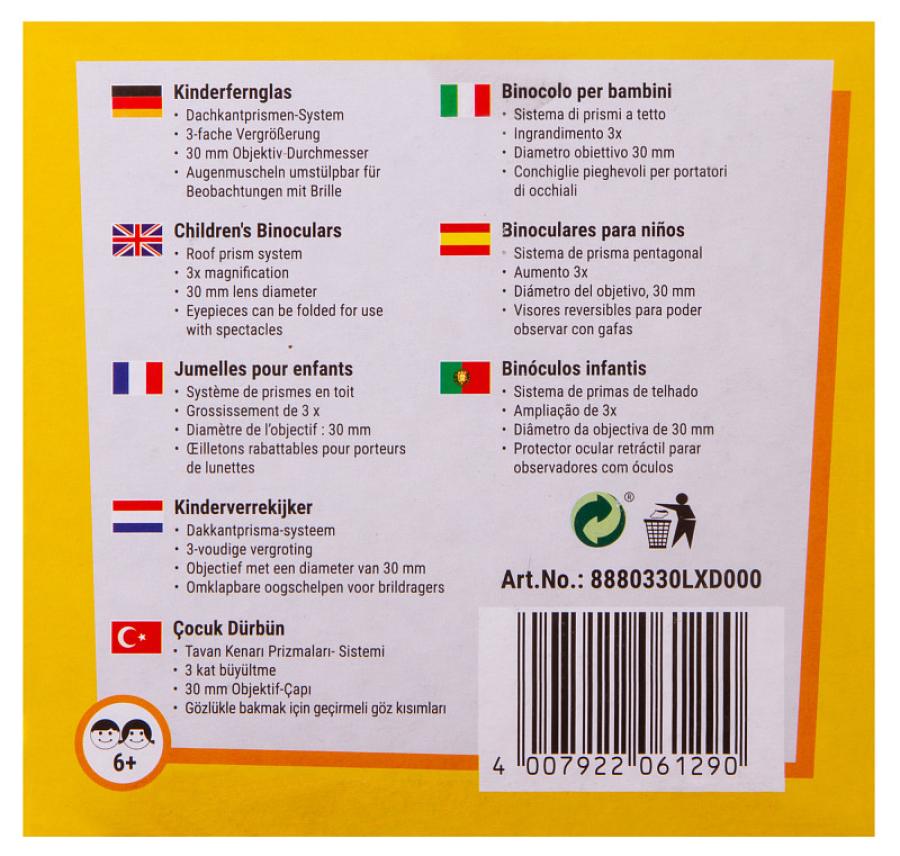 Kinderfernglas
• Dachkantprismen-System
• 3-fache Vergrößerung
• 30 mm Objektiv-Durchmesser
• Augenmuscheln umstülpbar für
Beobachtungen mit Brille
Children's Binoculars
• Roof prism system
• 3x magnification
• 30 mm lens diameter
• Eyepieces can be folded for use
with spectacles
Jumelles pour enfants
• Système de prismes en toit
• Grossissement de 3 x
• Diamètre de l'objectif : 30 mm
• Œilletons rabattables pour porteurs
de lunettes
Kinderverrekijker
• Dakkantprisma-systeem
• 3-voudige vergroting
• Objectief met een diameter van 30 mm
• Omklapbare oogschelpen voor brildragers
Çocuk Dürbün
• Tavan Kenarı Prizmaları- Sistemi
• 3 kat büyültme
• 30 mm Objektif-Çapı
• Gözlükle bakmak için geçirmeli göz kısımları
6+
Binocolo per bambini
• Sistema di prismi a tetto
• Ingrandimento 3x
• Diametro obiettivo 30 mm
• Conchiglie pieghevoli per portatori
di occhiali
Binoculares para niños
• Sistema de prisma pentagonal
• Aumento 3x
• Diámetro del objetivo, 30 mm
• Visores reversibles para poder
observar con gafas
Binóculos infantis
• Sistema de primas de telhado
• Ampliação de 3x
• Diâmetro da objectiva de 30 mm
• Protector ocular retráctil parar
observadores com óculos
®
Art.No.: 8880330LXD000
4 007922 061290